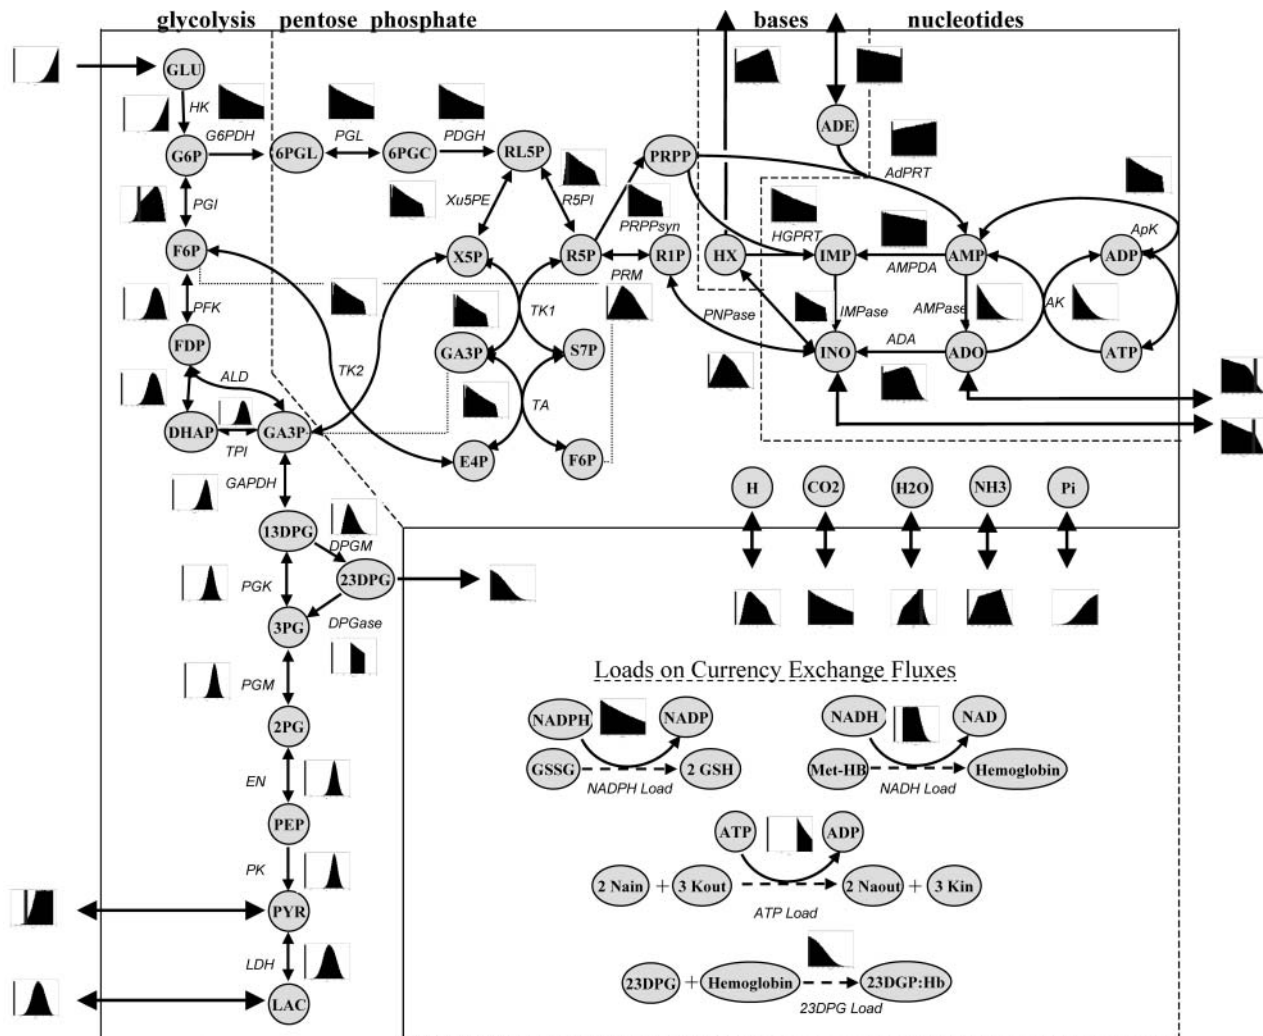 glycolysis pentose phosphate bases nucleotides
GLU
HK
G6PDH PGL PDGH
ADE
G6P 6PGL 6PGC RL5P PRPP
AdPRT
PGI Xu5PE R5PI
PRPPsyn HGPRT ApK
F6P X5P R5P R1P HX IMP AMP ADP
PRM AMPDA
PFK TK1 PNPase IMPase AMPase AK
FDP GA3P S7P INO ADA ADO ATP
ALD TK2
DHAP GA3P TA
TPI E4P F6P
GAPDH H CO2 H2O NH3 Pi
13DPG
DPGM
PGK 23DPG
3PG DPGase
PGM Loads on Currency Exchange Fluxes
2PG NADPH NADP NADH NAD
GSSG 2 GSH Met-HB Hemoglobin
EN NADPH Load NADH Load
PEP ATP ADP
PK 2 Nain + 3 Kout 2 Naout + 3 Kin
PYR ATP Load
LDH 23DPG + Hemoglobin 23DGP:Hb
LAC 23DPG Load